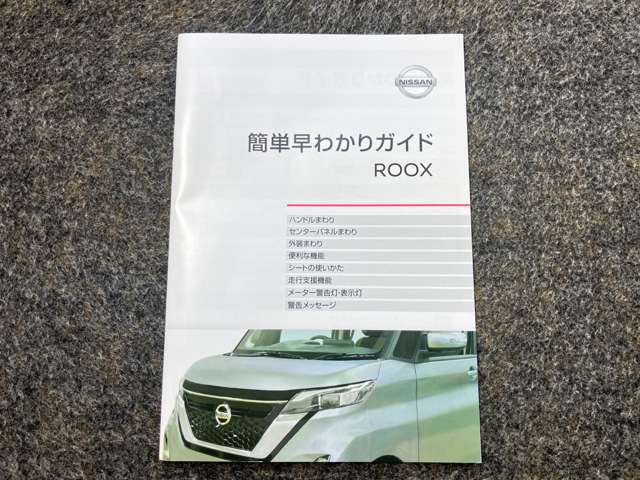 NISSAN
簡単早わかりガイド
ROOX
ハンドルまわり
センターパネルまわり
外装まわり
便利な機能
シートの使いかた
走行支援機能
メーター警告灯・表示灯
警告メッセージ